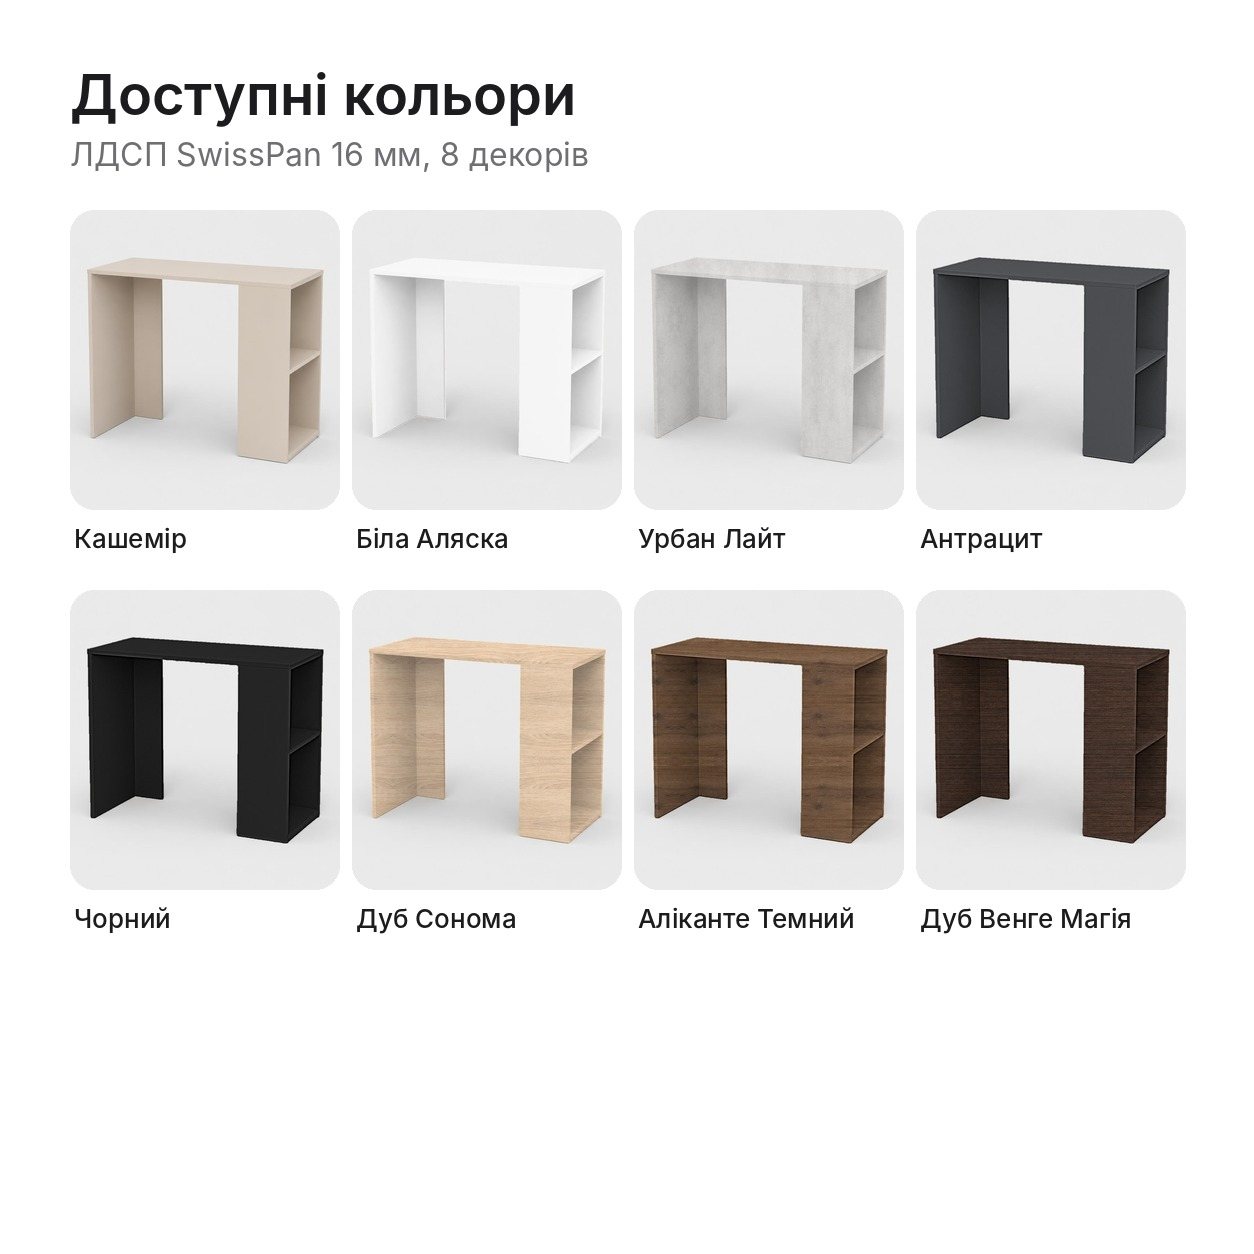 Доступні кольори
ЛДСП SwissPan 16 мм, 8 декорів
Кашемір
Біла Аляска
Урбан Лайт
Антрацит
Чорний
Дуб Сонома
Аліканте Темний
Дуб Венге Магія